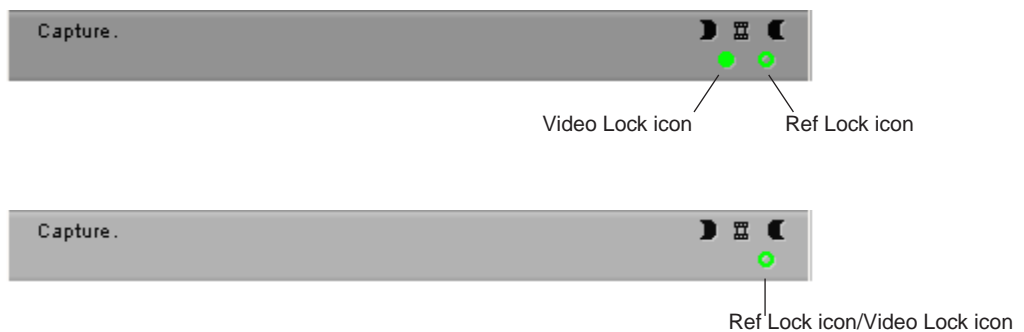 Capture.
Video Lock icon
Ref Lock icon
Capture.
Ref Lock icon/Video Lock icon